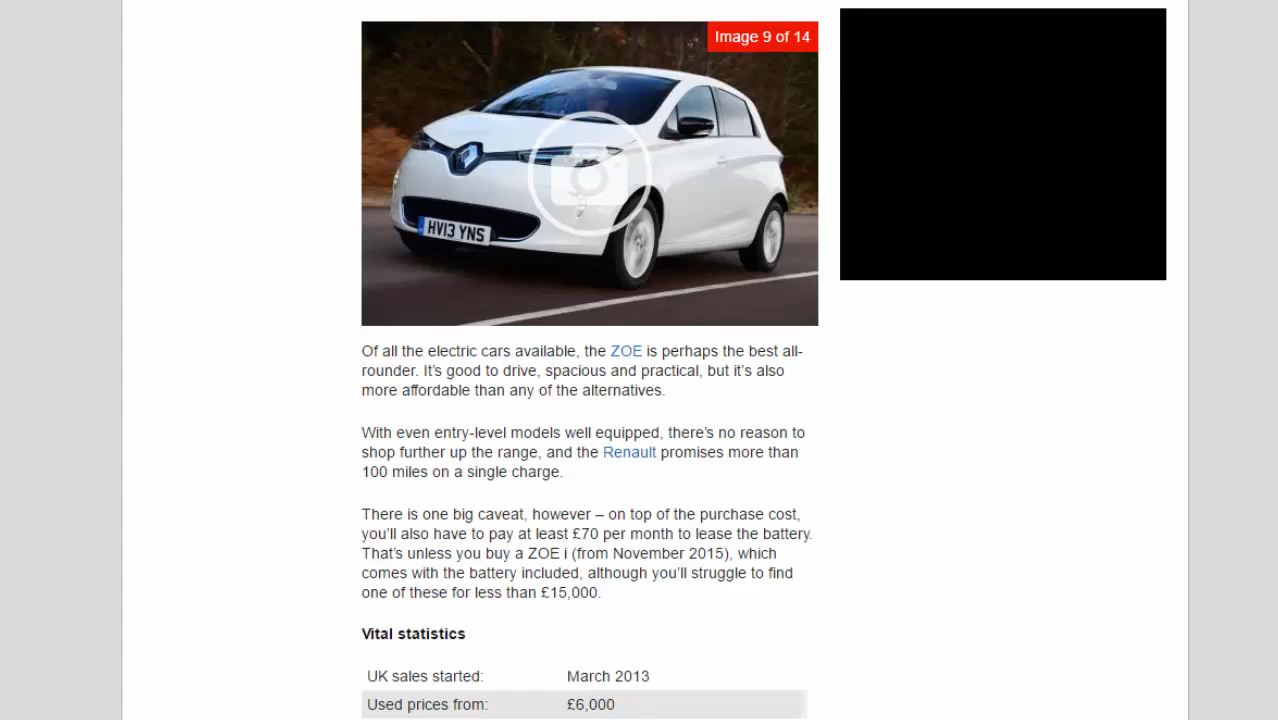 Image 9 of 14
HV13 YNS
Of all the electric cars available, the ZOE is perhaps the best all-
rounder. It’s good to drive, spacious and practical, but it’s also
more affordable than any of the alternatives.
With even entry-level models well equipped, there’s no reason to
shop further up the range, and the Renault promises more than
100 miles on a single charge.
There is one big caveat, however – on top of the purchase cost,
you’ll also have to pay at least £70 per month to lease the battery.
That’s unless you buy a ZOE i (from November 2015), which
comes with the battery included, although you’ll struggle to find
one of these for less than £15,000.
Vital statistics
UK sales started: March 2013
Used prices from: £6,000